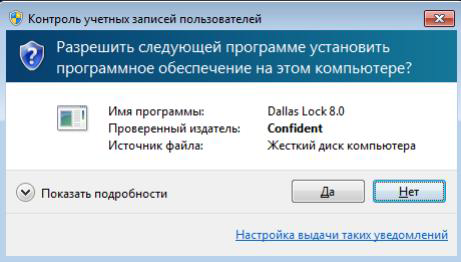 Контроль учетных записей пользователей
Разрешить следующей программе установить
программное обеспечение на этом компьютере?
Имя программы: Dallas Lock 8.0
Проверенный издатель: Confident
Источник файла: Жесткий диск компьютера
Показать подробности Да Нет
Настройка выдачи таких уведомлений